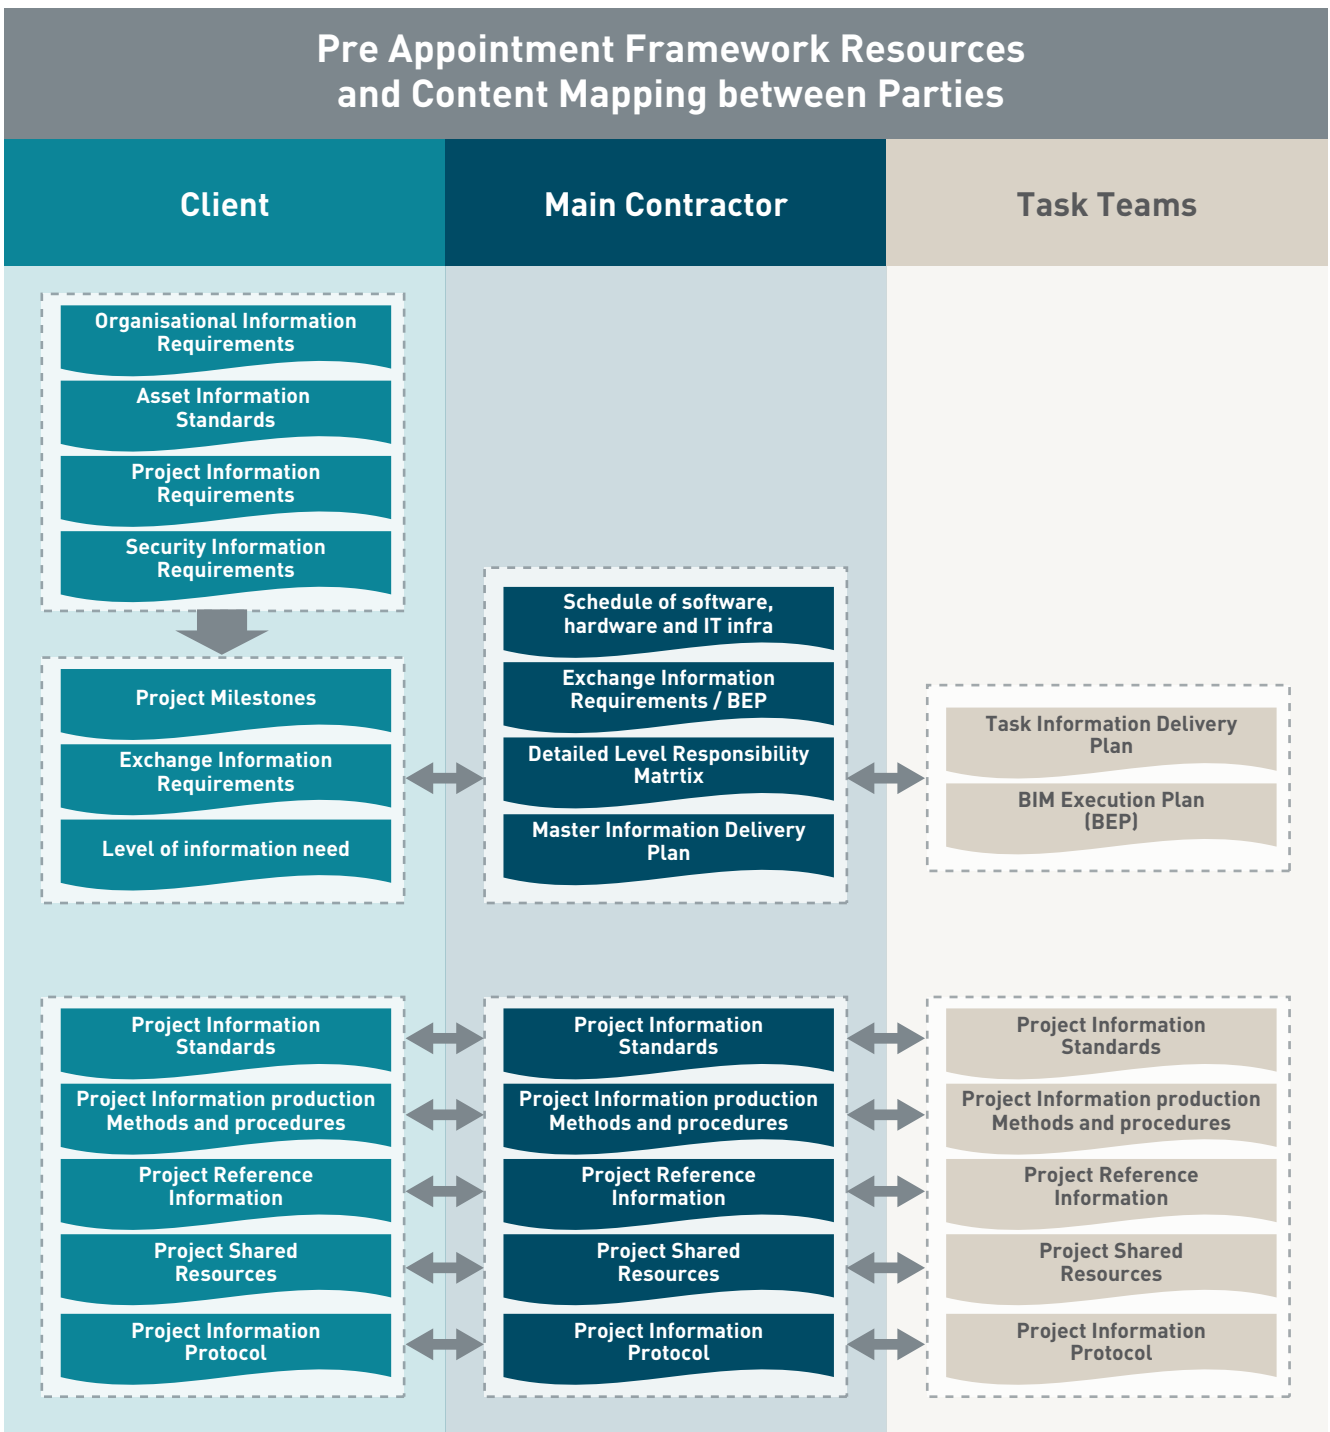 Pre Appointment Framework Resources
and Content Mapping between Parties
Client
Main Contractor
Task Teams
Organisational Information
Requirements
Asset Information
Standards
Project Information
Requirements
Security Information
Requirements
Project Milestones
Exchange Information
Requirements
Level of information need
Schedule of software,
hardware and IT infra
Exchange Information
Requirements / BEP
Detailed Level Responsibility
Matrtix
Master Information Delivery
Plan
Task Information Delivery
Plan
BIM Execution Plan
(BEP)
Project Information
Standards
Project Information production
Methods and procedures
Project Reference
Information
Project Shared
Resources
Project Information
Protocol
Project Information
Standards
Project Information production
Methods and procedures
Project Reference
Information
Project Shared
Resources
Project Information
Protocol
Project Information
Standards
Project Information production
Methods and procedures
Project Reference
Information
Project Shared
Resources
Project Information
Protocol